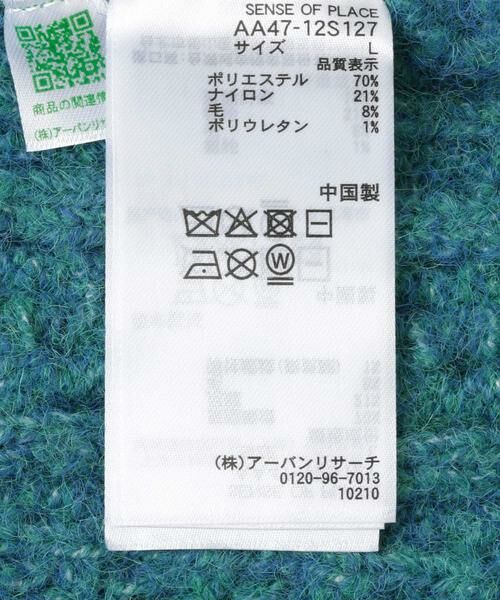 SENSE OF PLACE
AA47-12S127
サイズ L
品質表示
ポリエステル 70%
ナイロン 21%
毛 8%
ポリウレタン 1%
中国製
W
(株)アーバンリサーチ
0120-96-7013
10210
商品の関連情
(株)アーバンリサ